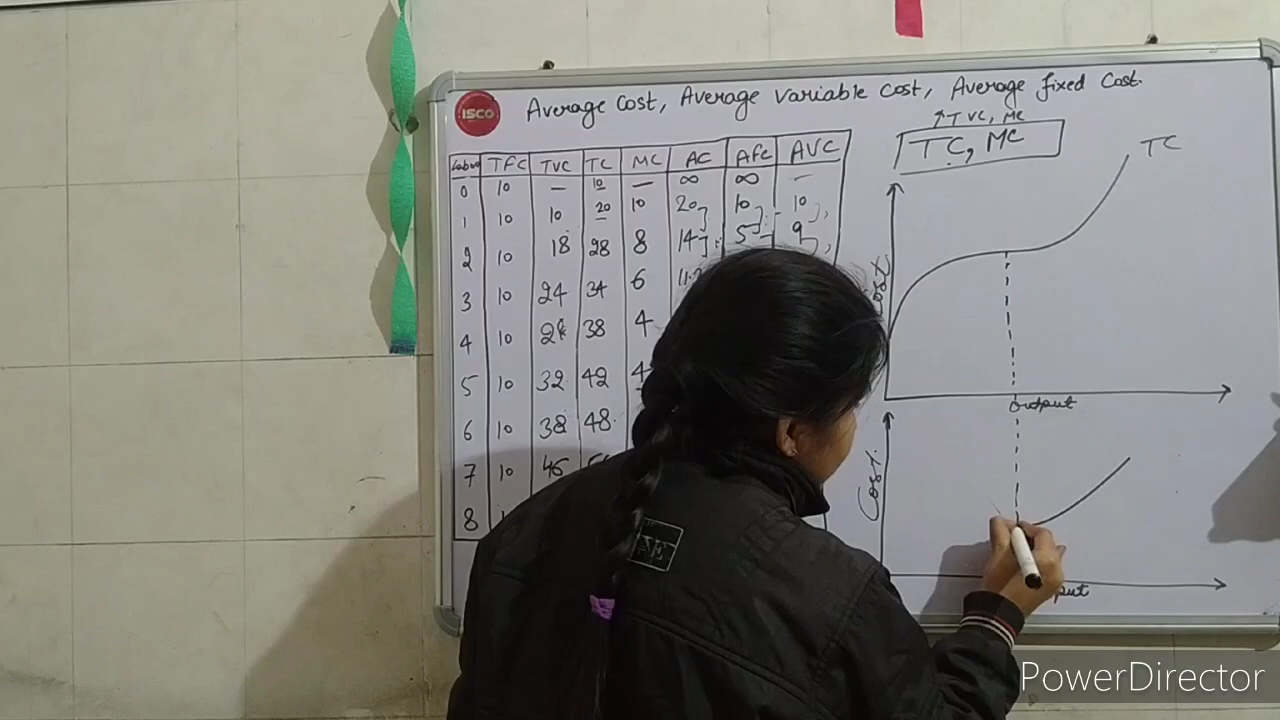 ISCO
Average Cost, Average Variable Cost, Average fixed Cost.
↑TVC, MC
TC, MC
TC
Labour TFC TVC TC MC AC AFC AVC
0 10 — 10 — ∞ ∞ —
1 10 10 20 10 20 10 10
2 10 18 28 8 14 5 9
3 10 24 34 6
4 10 38 4
5 10 32 42 4
6 10 38 48
7 10 46
8
Output
Cost
PowerDirector